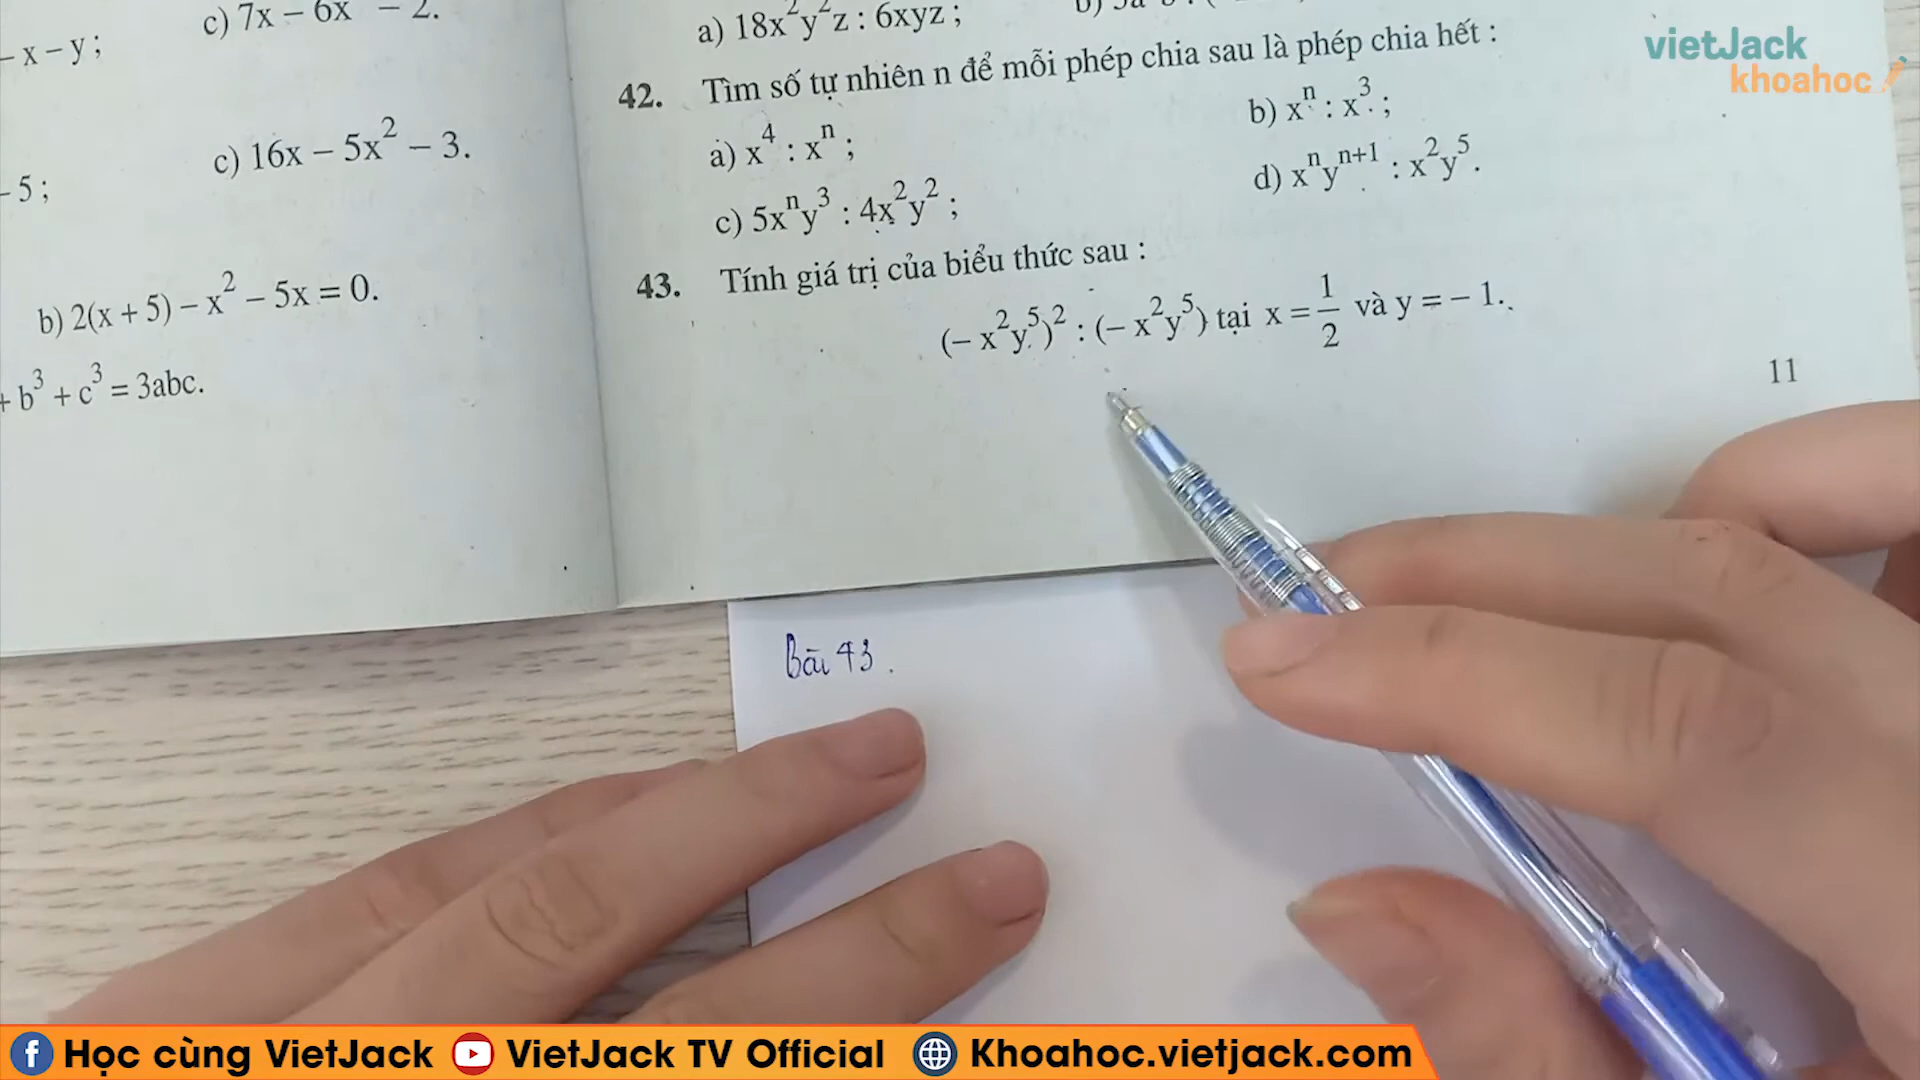 – x – y ;
c) 7x – 6x – 2.
– 5 ;
c) 16x – 5x² – 3.
b) 2(x + 5) – x² – 5x = 0.
+ b³ + c³ = 3abc.
a) 18x²y²z : 6xyz ;
42. Tìm số tự nhiên n để mỗi phép chia sau là phép chia hết :
a) x⁴ : xⁿ ;
b) xⁿ : x³ ;
c) 5xⁿy³ : 4x²y² ;
d) xⁿyⁿ⁺¹ : x²y⁵.
43. Tính giá trị của biểu thức sau :
(– x²y⁵)² : (– x²y⁵) tại x = 1/2 và y = – 1.
11
Bài 43.
vietJack
khoahoc
Học cùng VietJack
VietJack TV Official
Khoahoc.vietjack.com